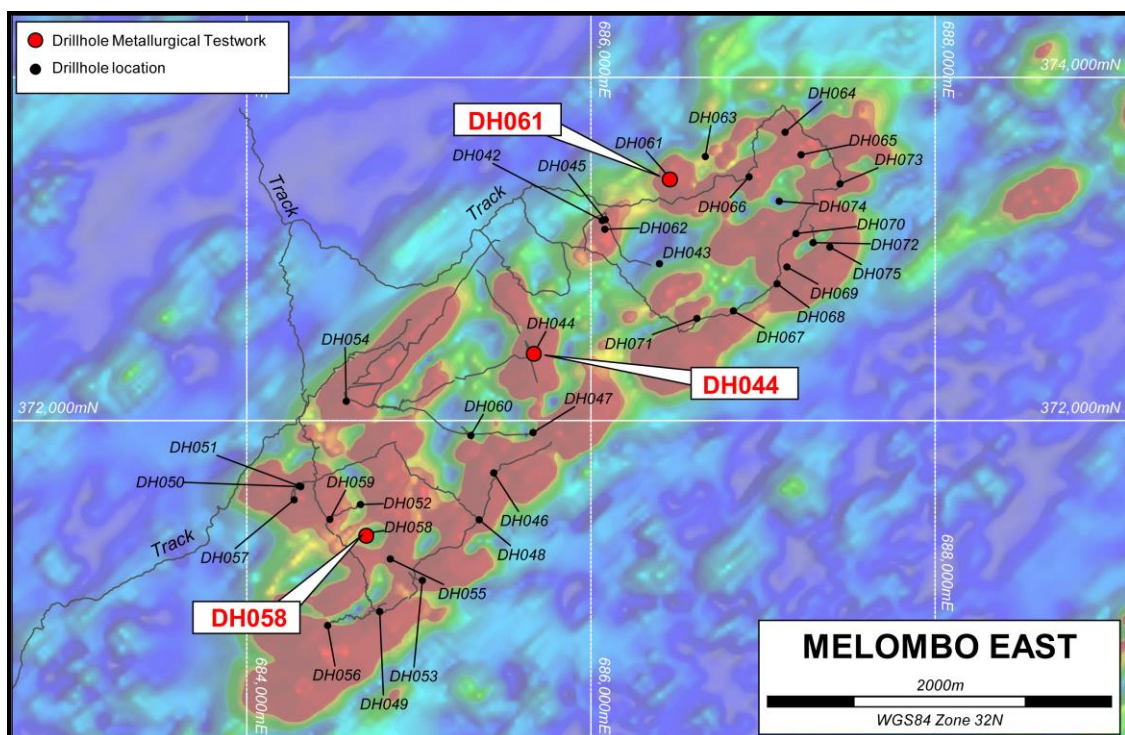 Drillhole Metallurgical Testwork
Drillhole location
686,000mE
688,000mE
374,000mN
DH064
DH063
DH061
DH061
DH065
DH042
DH045
DH073
Track
Track
DH066
DH074
DH062
DH070
DH043
DH072
DH075
DH069
DH068
DH044
DH071
DH067
DH054
DH044
DH047
372,000mN
DH060
DH051
DH050
DH059
DH052
DH046
DH058
DH057
DH048
Track
DH055
DH058
688,000mE
MELOMBO EAST
DH056
DH053
DH049
684,000mE
686,000mE
2000m
WGS84 Zone 32N